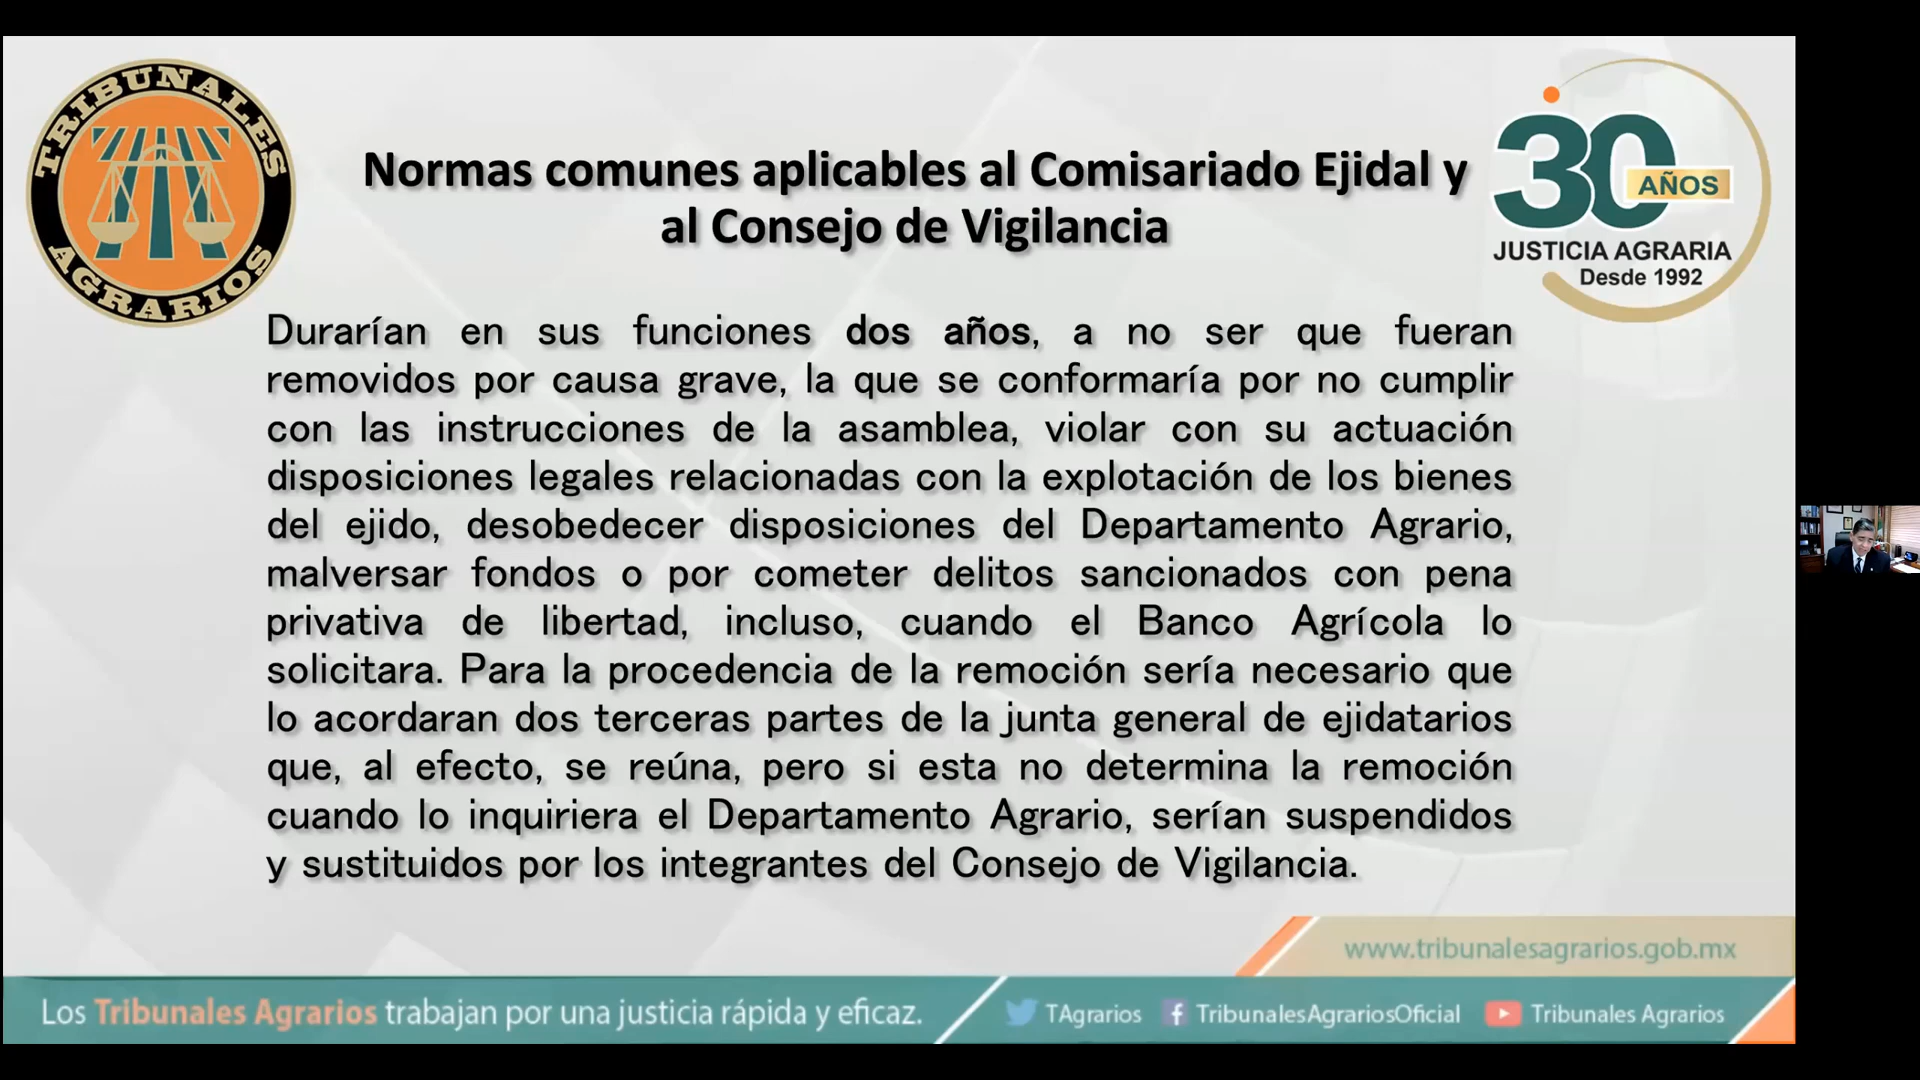 TRIBUNALES
AGRARIOS
Normas comunes aplicables al Comisariado Ejidal y
al Consejo de Vigilancia
30
AÑOS
JUSTICIA AGRARIA
Desde 1992
Durarían en sus funciones dos años, a no ser que fueran
removidos por causa grave, la que se conformaría por no cumplir
con las instrucciones de la asamblea, violar con su actuación
disposiciones legales relacionadas con la explotación de los bienes
del ejido, desobedecer disposiciones del Departamento Agrario,
malversar fondos o por cometer delitos sancionados con pena
privativa de libertad, incluso, cuando el Banco Agrícola lo
solicitara. Para la procedencia de la remoción sería necesario que
lo acordaran dos terceras partes de la junta general de ejidatarios
que, al efecto, se reúna, pero si esta no determina la remoción
cuando lo inquiriera el Departamento Agrario, serían suspendidos
y sustituidos por los integrantes del Consejo de Vigilancia.
www.tribunalesagrarios.gob.mx
Los Tribunales Agrarios trabajan por una justicia rápida y eficaz.
TAgrarios
TribunalesAgrariosOficial
Tribunales Agrarios